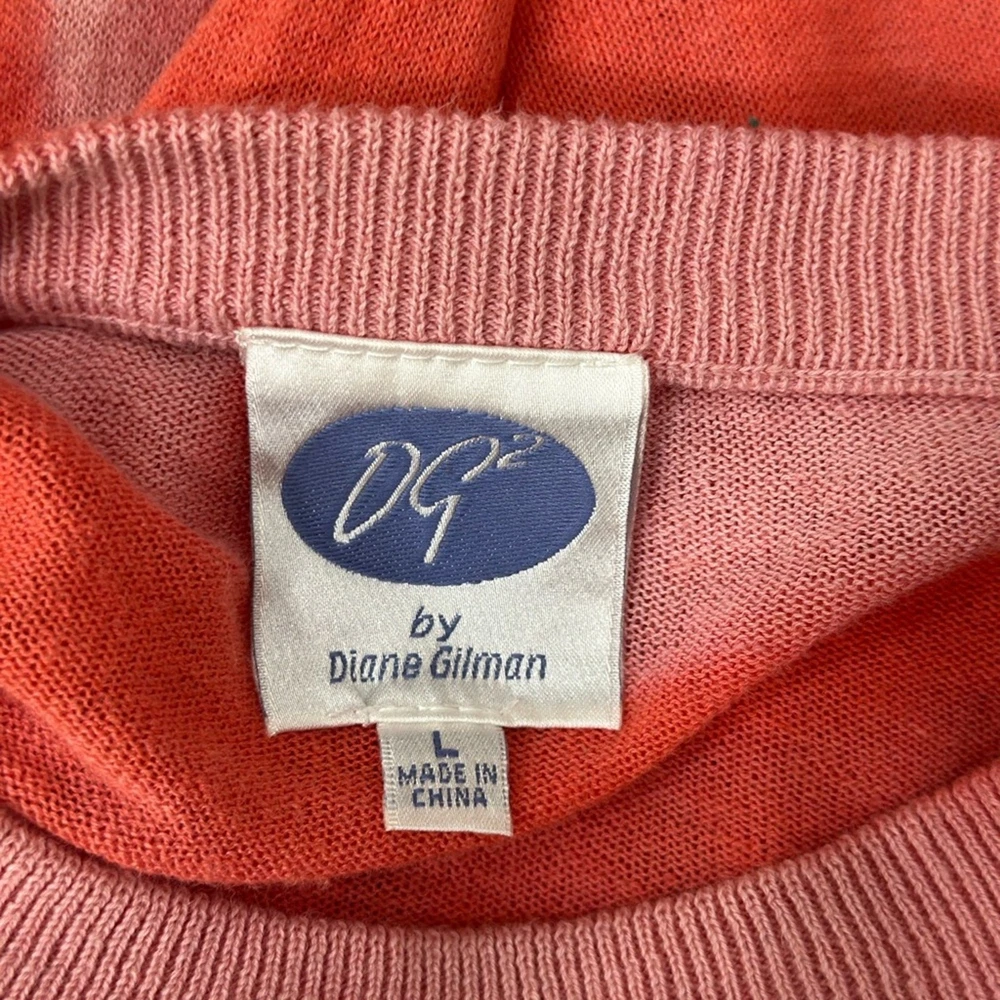 DG²
by
Diane Gilman
L
MADE IN
CHINA